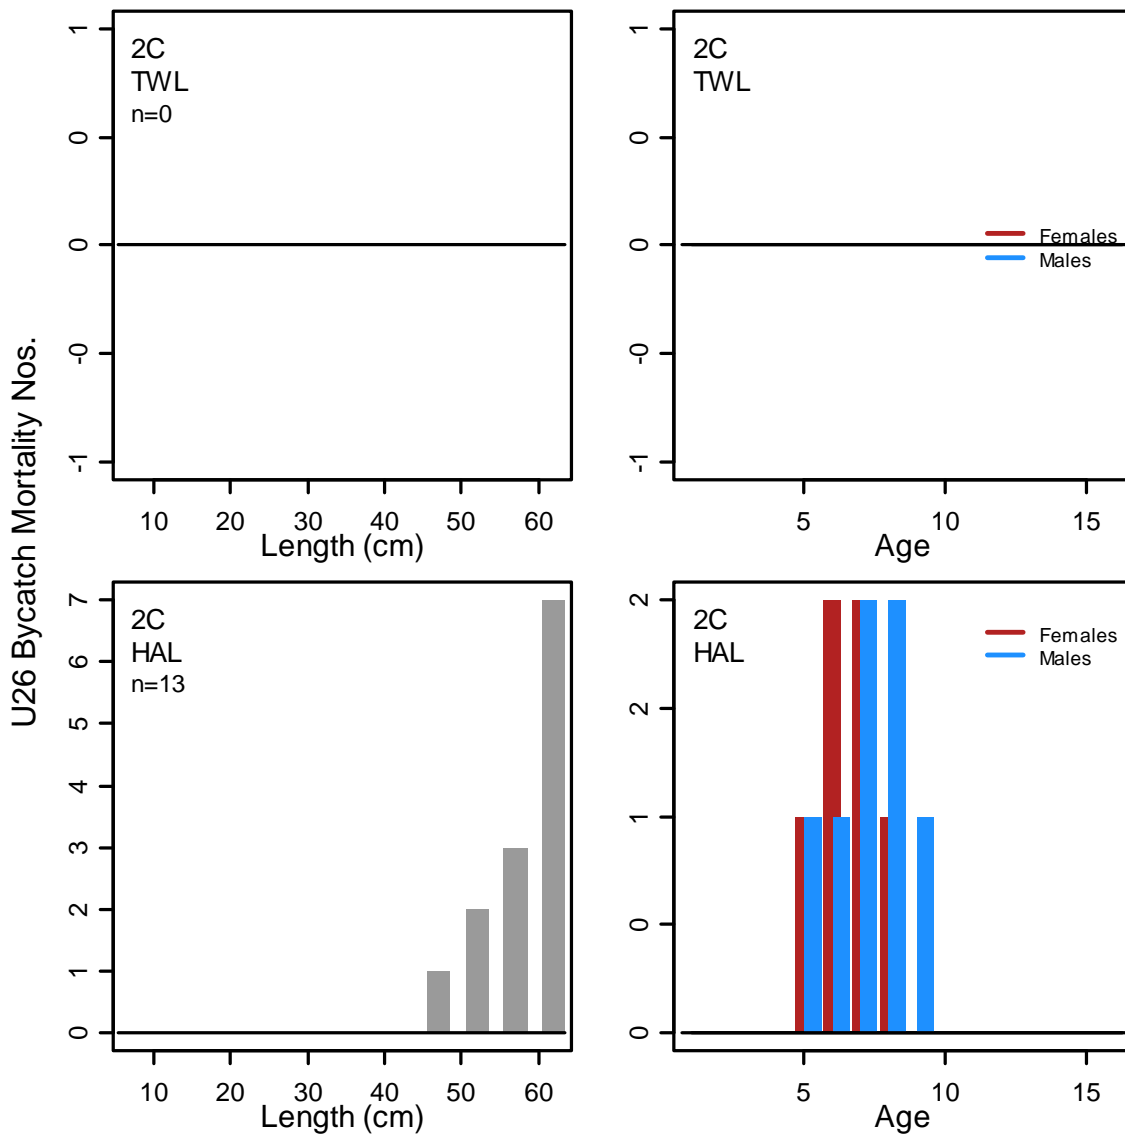 U26 Bycatch Mortality Nos.
2C
TWL
n=0
1
0
0
-0
-1
10 20 30 40 50 60
Length (cm)
2C
TWL
Females
Males
1
0
0
-0
-1
5 10 15
Age
2C
HAL
n=13
7
6
5
4
3
2
1
0
10 20 30 40 50 60
Length (cm)
2C
HAL
Females
Males
2
2
1
0
0
5 10 15
Age